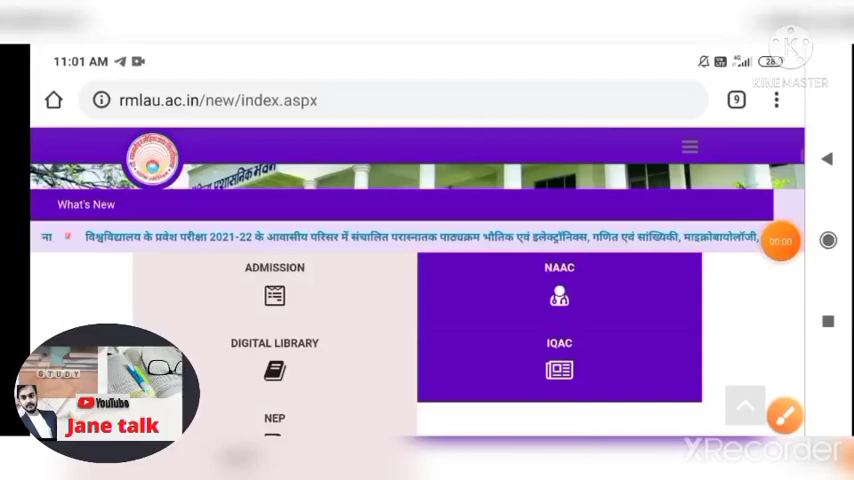 11:01 AM
4G
28
KINEMASTER
rmlau.ac.in/new/index.aspx
9
What's New
ना विश्वविद्यालय के प्रवेश परीक्षा 2021-22 के आवासीय परिसर में संचालित परास्नातक पाठ्यक्रम भौतिक एवं इलेक्ट्रॉनिक्स, गणित एवं सांख्यिकी, माइक्रोबायोलॉजी,
00:00
ADMISSION
NAAC
DIGITAL LIBRARY
IQAC
NEP
STUDY
YouTube
Jane talk
XRecorder